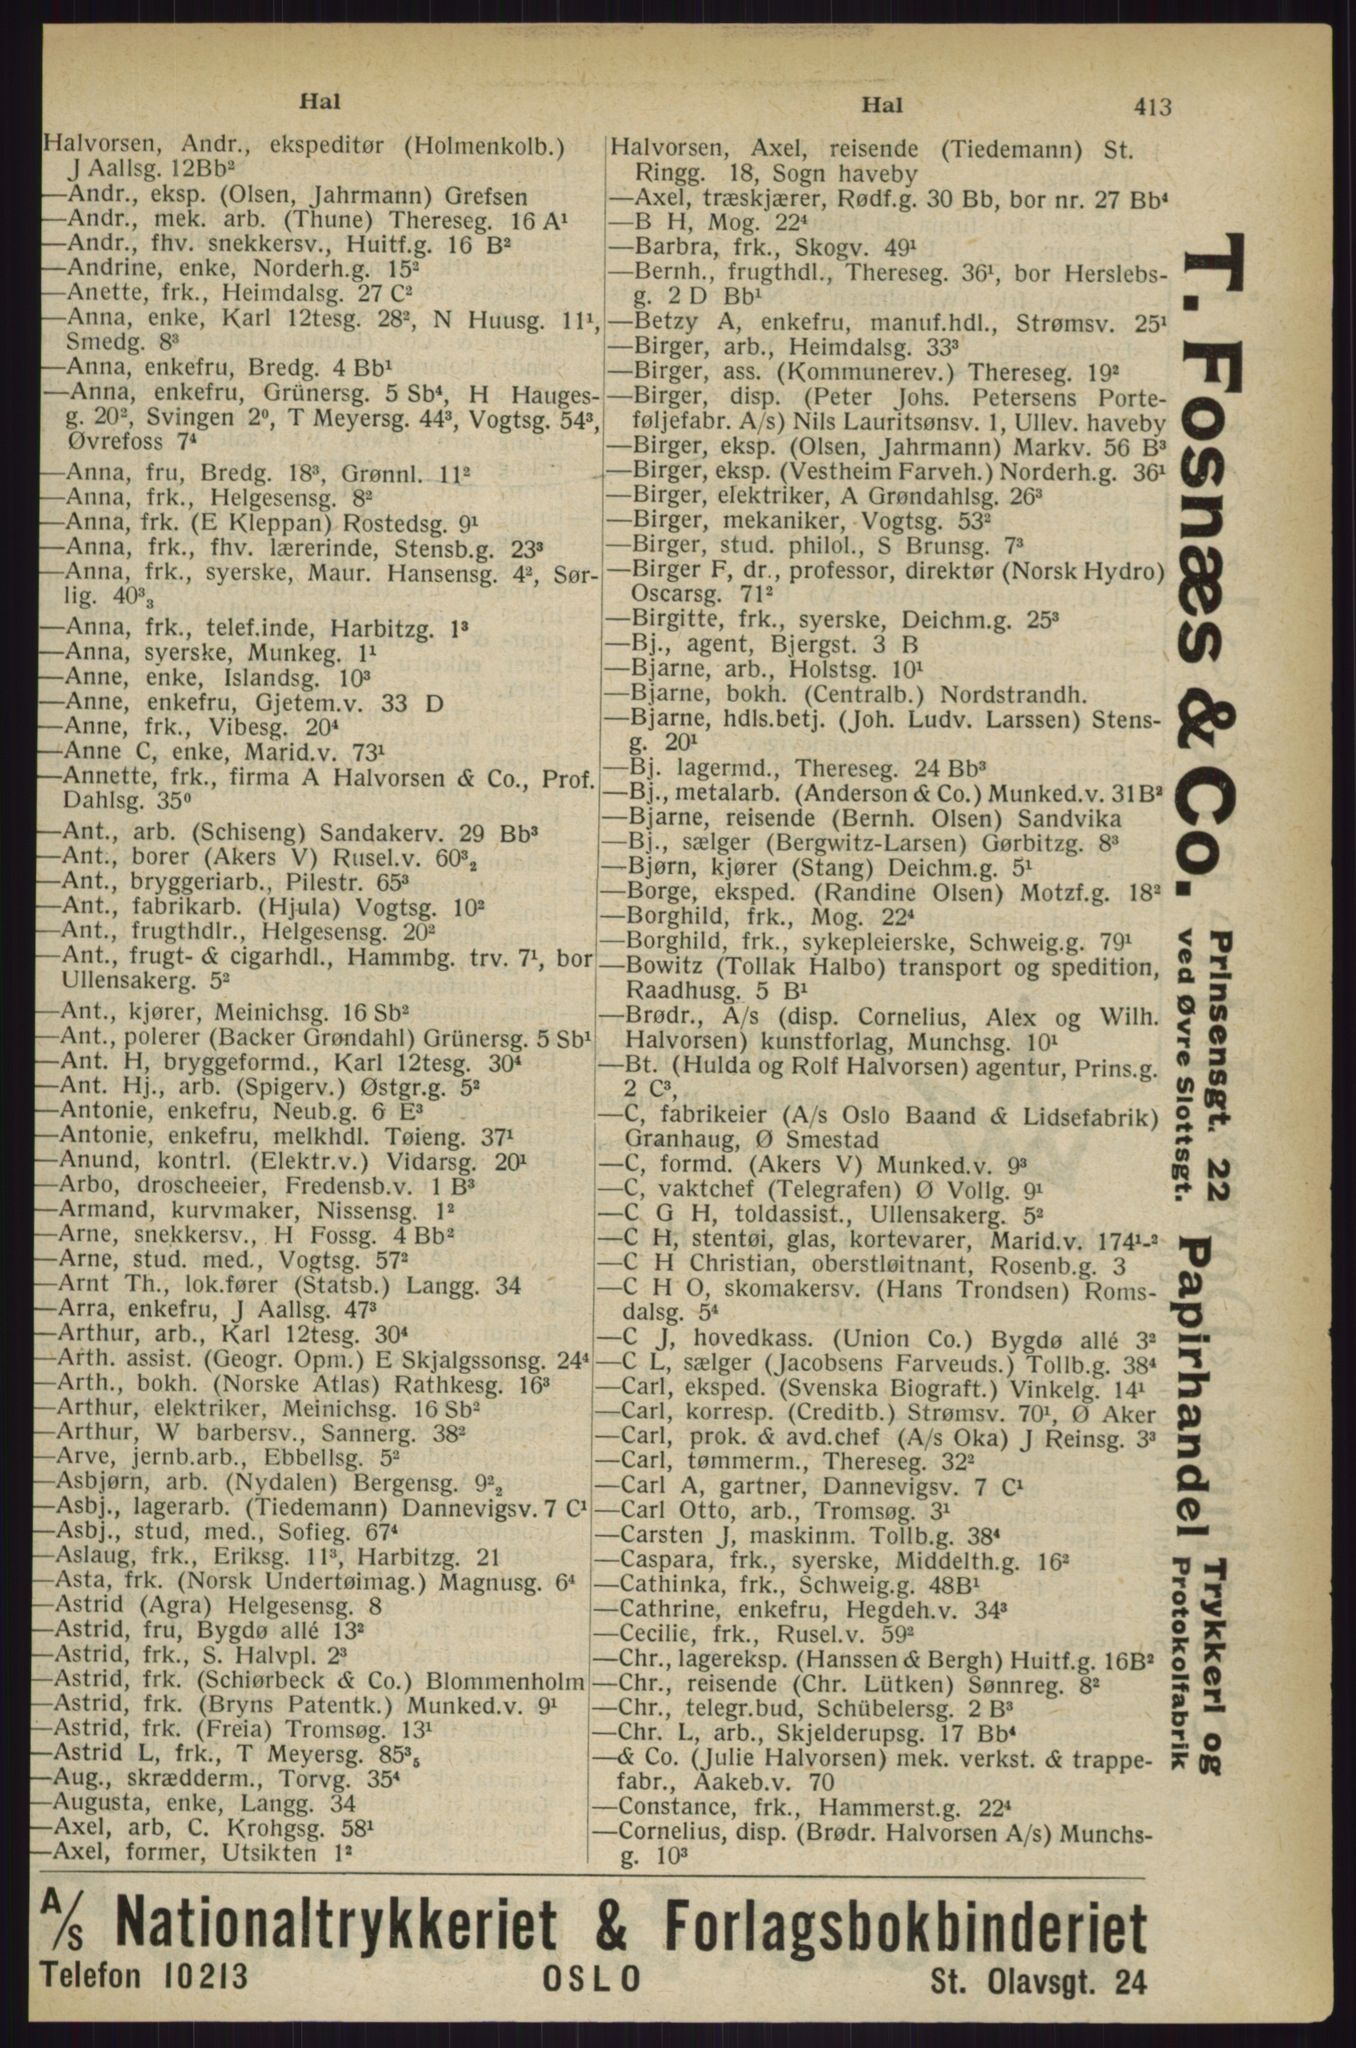 Hal
Hal
413
Halvorsen, Andr., ekspeditør (Holmenkolb.)
J Aallsg. 12Bb²
—Andr., eksp. (Olsen, Jahrmann) Grefsen
—Andr., mek. arb. (Thune) Thereseg. 16 A¹
—Andr., fhv. snekkersv., Huitf.g. 16 B²
—Andrine, enke, Norderh.g. 15²
—Anette, frk., Heimdalsg. 27 C²
—Anna, enke, Karl 12tesg. 28², N Huusg. 11¹,
Smedg. 8³
—Anna, enkefru, Bredg. 4 Bb¹
—Anna, enkefru, Grünersg. 5 Sb⁴, H Hauges-
g. 20², Svingen 2⁰, T Meyersg. 44³, Vogtsg. 54³,
Øvrefoss 7⁴
—Anna, fru, Bredg. 18³, Grønnl. 11²
—Anna, frk., Helgesensg. 8²
—Anna, frk. (E Kleppan) Rostedsg. 9¹
—Anna, frk., fhv. lærerinde, Stensb.g. 23³
—Anna, frk., syerske, Maur. Hansensg. 4², Sør-
lig. 40³₃
—Anna, frk., telef.inde, Harbitzg. 1³
—Anna, syerske, Munkeg. 1¹
—Anne, enke, Islandsg. 10³
—Anne, enkefru, Gjetem.v. 33 D
—Anne, frk., Vibesg. 20⁴
—Anne C, enke, Marid.v. 73¹
—Annette, frk., firma A Halvorsen & Co., Prof.
Dahlsg. 35⁰
—Ant., arb. (Schiseng) Sandakerv. 29 Bb³
—Ant., borer (Akers V) Rusel.v. 60³₂
—Ant., bryggeriarb., Pilestr. 65³
—Ant., fabrikarb. (Hjula) Vogtsg. 10²
—Ant., frugthdlr., Helgesensg. 20²
—Ant., frugt- & cigarhdl., Hammbg. trv. 7¹, bor
Ullensakerg. 5²
—Ant., kjører, Meinichsg. 16 Sb²
—Ant., polerer (Backer Grøndahl) Grünersg. 5 Sb¹
—Ant. H, bryggeformd., Karl 12tesg. 30⁴
—Ant. Hj., arb. (Spigerv.) Østgr.g. 5²
—Antonie, enkefru, Neub.g. 6 E³
—Antonie, enkefru, melkhdl. Tøieng. 37¹
—Anund, kontrl. (Elektr.v.) Vidarsg. 20¹
—Arbo, droscheeier, Fredensb.v. 1 B³
—Armand, kurvmaker, Nissensg. 1²
—Arne, snekkersv., H Fossg. 4 Bb²
—Arne, stud. med., Vogtsg. 57²
—Arnt Th., lok.fører (Statsb.) Langg. 34
—Arra, enkefru, J Aallsg. 47³
—Arthur, arb., Karl 12tesg. 30⁴
—Arth. assist. (Geogr. Opm.) E Skjalgssonsg. 24⁴
—Arth., bokh. (Norske Atlas) Rathkesg. 16³
—Arthur, elektriker, Meinichsg. 16 Sb²
—Arthur, W barbersv., Sannerg. 38²
—Arve, jernb.arb., Ebbellsg. 5²
—Asbjørn, arb. (Nydalen) Bergensg. 9²₂
—Asbj., lagerarb. (Tiedemann) Dannevigsv. 7 C¹
—Asbj., stud, med., Sofieg. 67⁴
—Aslaug, frk., Eriksg. 11³, Harbitzg. 21
—Asta, frk. (Norsk Undertøimag.) Magnusg. 6⁴
—Astrid (Agra) Helgesensg. 8
—Astrid, fru, Bygdø allé 13²
—Astrid, frk., S. Halvpl. 2³
—Astrid, frk. (Schiørbeck & Co.) Blommenholm
—Astrid, frk. (Bryns Patentk.) Munked.v. 9¹
—Astrid, frk. (Freia) Tromsøg. 13¹
—Astrid L, frk., T Meyersg. 85³₅
—Aug., skrædderm., Torvg. 35⁴
—Augusta, enke, Langg. 34
—Axel, arb, C. Krohgsg. 58¹
—Axel, former, Utsikten 1²
Halvorsen, Axel, reisende (Tiedemann) St.
Ringg. 18, Sogn haveby
—Axel, træskjærer, Rødf.g. 30 Bb, bor nr. 27 Bb⁴
—B H, Mog. 22⁴
—Barbra, frk., Skogv. 49¹
—Bernh., frugthdl., Thereseg. 36¹, bor Herslebs-
g. 2 D Bb¹
—Betzy A, enkefru, manuf.hdl., Strømsv. 25¹
—Birger, arb., Heimdalsg. 33³
—Birger, ass. (Kommunerev.) Thereseg. 19²
—Birger, disp. (Peter Johs. Petersens Porte-
føljefabr. A/s) Nils Lauritsønsv. 1, Ullev. haveby
—Birger, eksp. (Olsen, Jahrmann) Markv. 56 B³
—Birger, eksp. (Vestheim Farveh.) Norderh.g. 36¹
—Birger, elektriker, A Grøndahlsg. 26³
—Birger, mekaniker, Vogtsg. 53²
—Birger, stud. philol., S Brunsg. 7³
—Birger F, dr., professor, direktør (Norsk Hydro)
Oscarsg. 71²
—Birgitte, frk., syerske, Deichm.g. 25³
—Bj., agent, Bjergst. 3 B
—Bjarne, arb., Holstsg. 10¹
—Bjarne, bokh. (Centralb.) Nordstrandh.
—Bjarne, hdls.betj. (Joh. Ludv. Larssen) Stens-
g. 20¹
—Bj. lagermd., Thereseg. 24 Bb³
—Bj., metalarb. (Anderson & Co.) Munked.v. 31B²
—Bjarne, reisende (Bernh. Olsen) Sandvika
—Bj., sælger (Bergwitz-Larsen) Gørbitzg. 8³
—Bjørn, kjører (Stang) Deichm.g. 5¹
—Borge, eksped. (Randine Olsen) Motzf.g. 18²
—Borghild, frk., Mog. 22⁴
—Borghild, frk., sykepleierske, Schweig.g. 79¹
—Bowitz (Tollak Halbo) transport og spedition,
Raadhusg. 5 B¹
—Brødr., A/s (disp. Cornelius, Alex og Wilh.
Halvorsen) kunstforlag, Munchsg. 10¹
—Bt. (Hulda og Rolf Halvorsen) agentur, Prins.g.
2 C³,
—C, fabrikeier (A/s Oslo Baand & Lidsefabrik)
Granhaug, Ø Smestad
—C, formd. (Akers V) Munked.v. 9³
—C, vaktchef (Telegrafen) Ø Vollg. 9¹
—C G H, toldassist., Ullensakerg. 5²
—C H, stentøi, glas, kortevarer, Marid.v. 174¹-²
—C H Christian, oberstløitnant, Rosenb.g. 3
—C H O, skomakersv. (Hans Trondsen) Roms-
dalsg. 5⁴
—C J, hovedkass. (Union Co.) Bygdø allé 3²
—C L, sælger (Jacobsens Farveuds.) Tollb.g. 38⁴
—Carl, eksped. (Svenska Biograft.) Vinkelg. 14¹
—Carl, korresp. (Creditb.) Strømsv. 70¹, Ø Aker
—Carl, prok. & avd.chef (A/s Oka) J Reinsg. 3³
—Carl, tømmerm., Thereseg. 32²
—Carl A, gartner, Dannevigsv. 7 C¹
—Carl Otto, arb., Tromsøg. 3¹
—Carsten J, maskinm. Tollb.g. 38⁴
—Caspara, frk., syerske, Middelth.g. 16²
—Cathinka, frk., Schweig.g. 48B¹
—Cathrine, enkefru, Hegdeh.v. 34³
—Cecilie, frk., Rusel.v. 59²
—Chr., lagereksp. (Hanssen & Bergh) Huitf.g. 16B²
—Chr., reisende (Chr. Lütken) Sønnreg. 8²
—Chr., telegr.bud, Schübelersg. 2 B³
—Chr. L, arb., Skjelderupsg. 17 Bb⁴
—& Co. (Julie Halvorsen) mek. verkst. & trappe-
fabr., Aakeb.v. 70
—Constance, frk., Hammerst.g. 22⁴
—Cornelius, disp. (Brødr. Halvorsen A/s) Munchs-
g. 10³
T. Fosnæs & Co.
Prinsensgt. 22
ved Øvre Slottsgt.
Papirhandel
Trykkeri og
Protokolfabrik
A/s Nationaltrykkeriet & Forlagsbokbinderiet
Telefon 10213 OSLO St. Olavsgt. 24